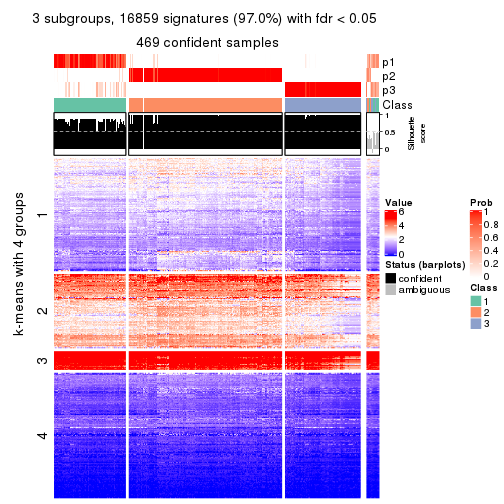 3 subgroups, 16859 signatures (97.0%) with fdr < 0.05
469 confident samples
p1
p2
p3
Class
1
0.5
0
Silhouette
score
k-means with 4 groups
1
2
3
4
Value
6
4
2
0
Status (barplots)
confident
ambiguous
Prob
1
0.8
0.6
0.4
0.2
0
Class
1
2
3